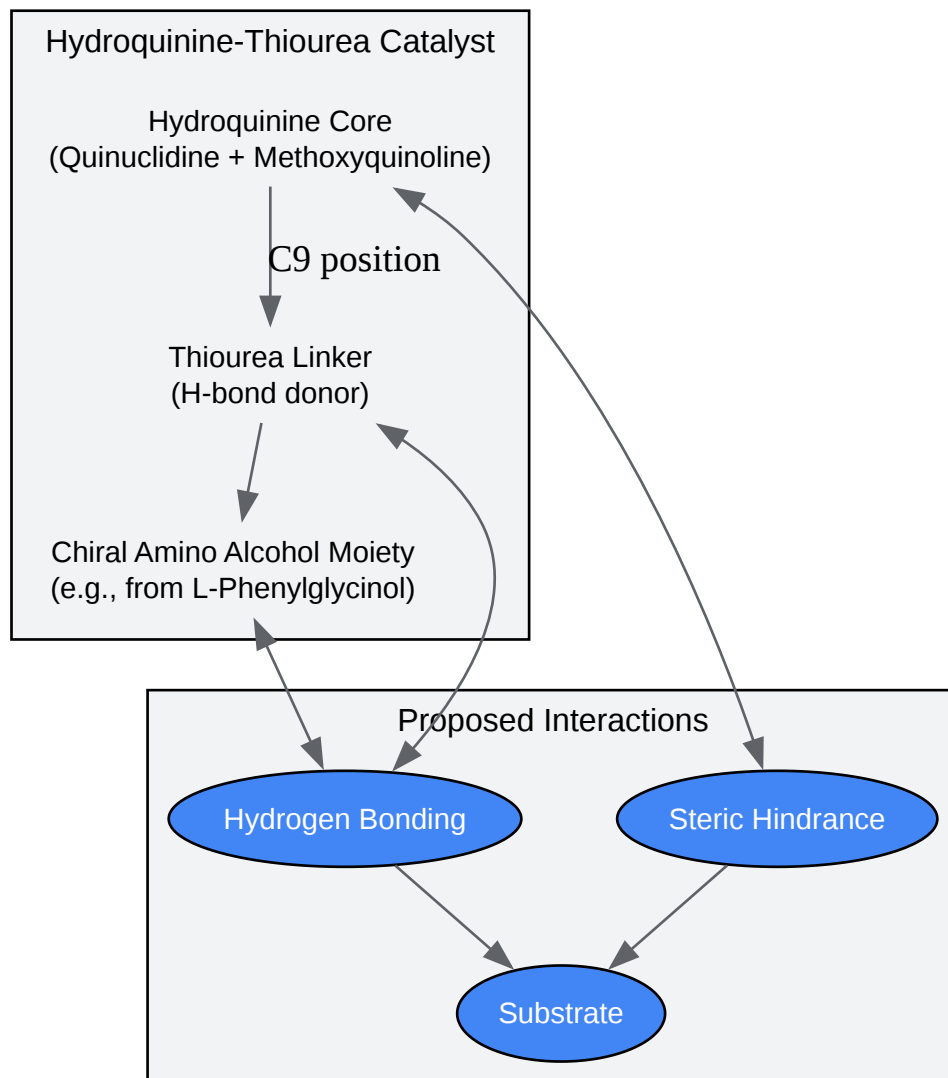 Hydroquinine-Thiourea Catalyst
Hydroquinine Core
(Quinuclidine + Methoxyquinoline)
C9 position
Thiourea Linker
(H-bond donor)
Chiral Amino Alcohol Moiety
(e.g., from L-Phenylglycinol)
Proposed Interactions
Hydrogen Bonding
Steric Hindrance
Substrate